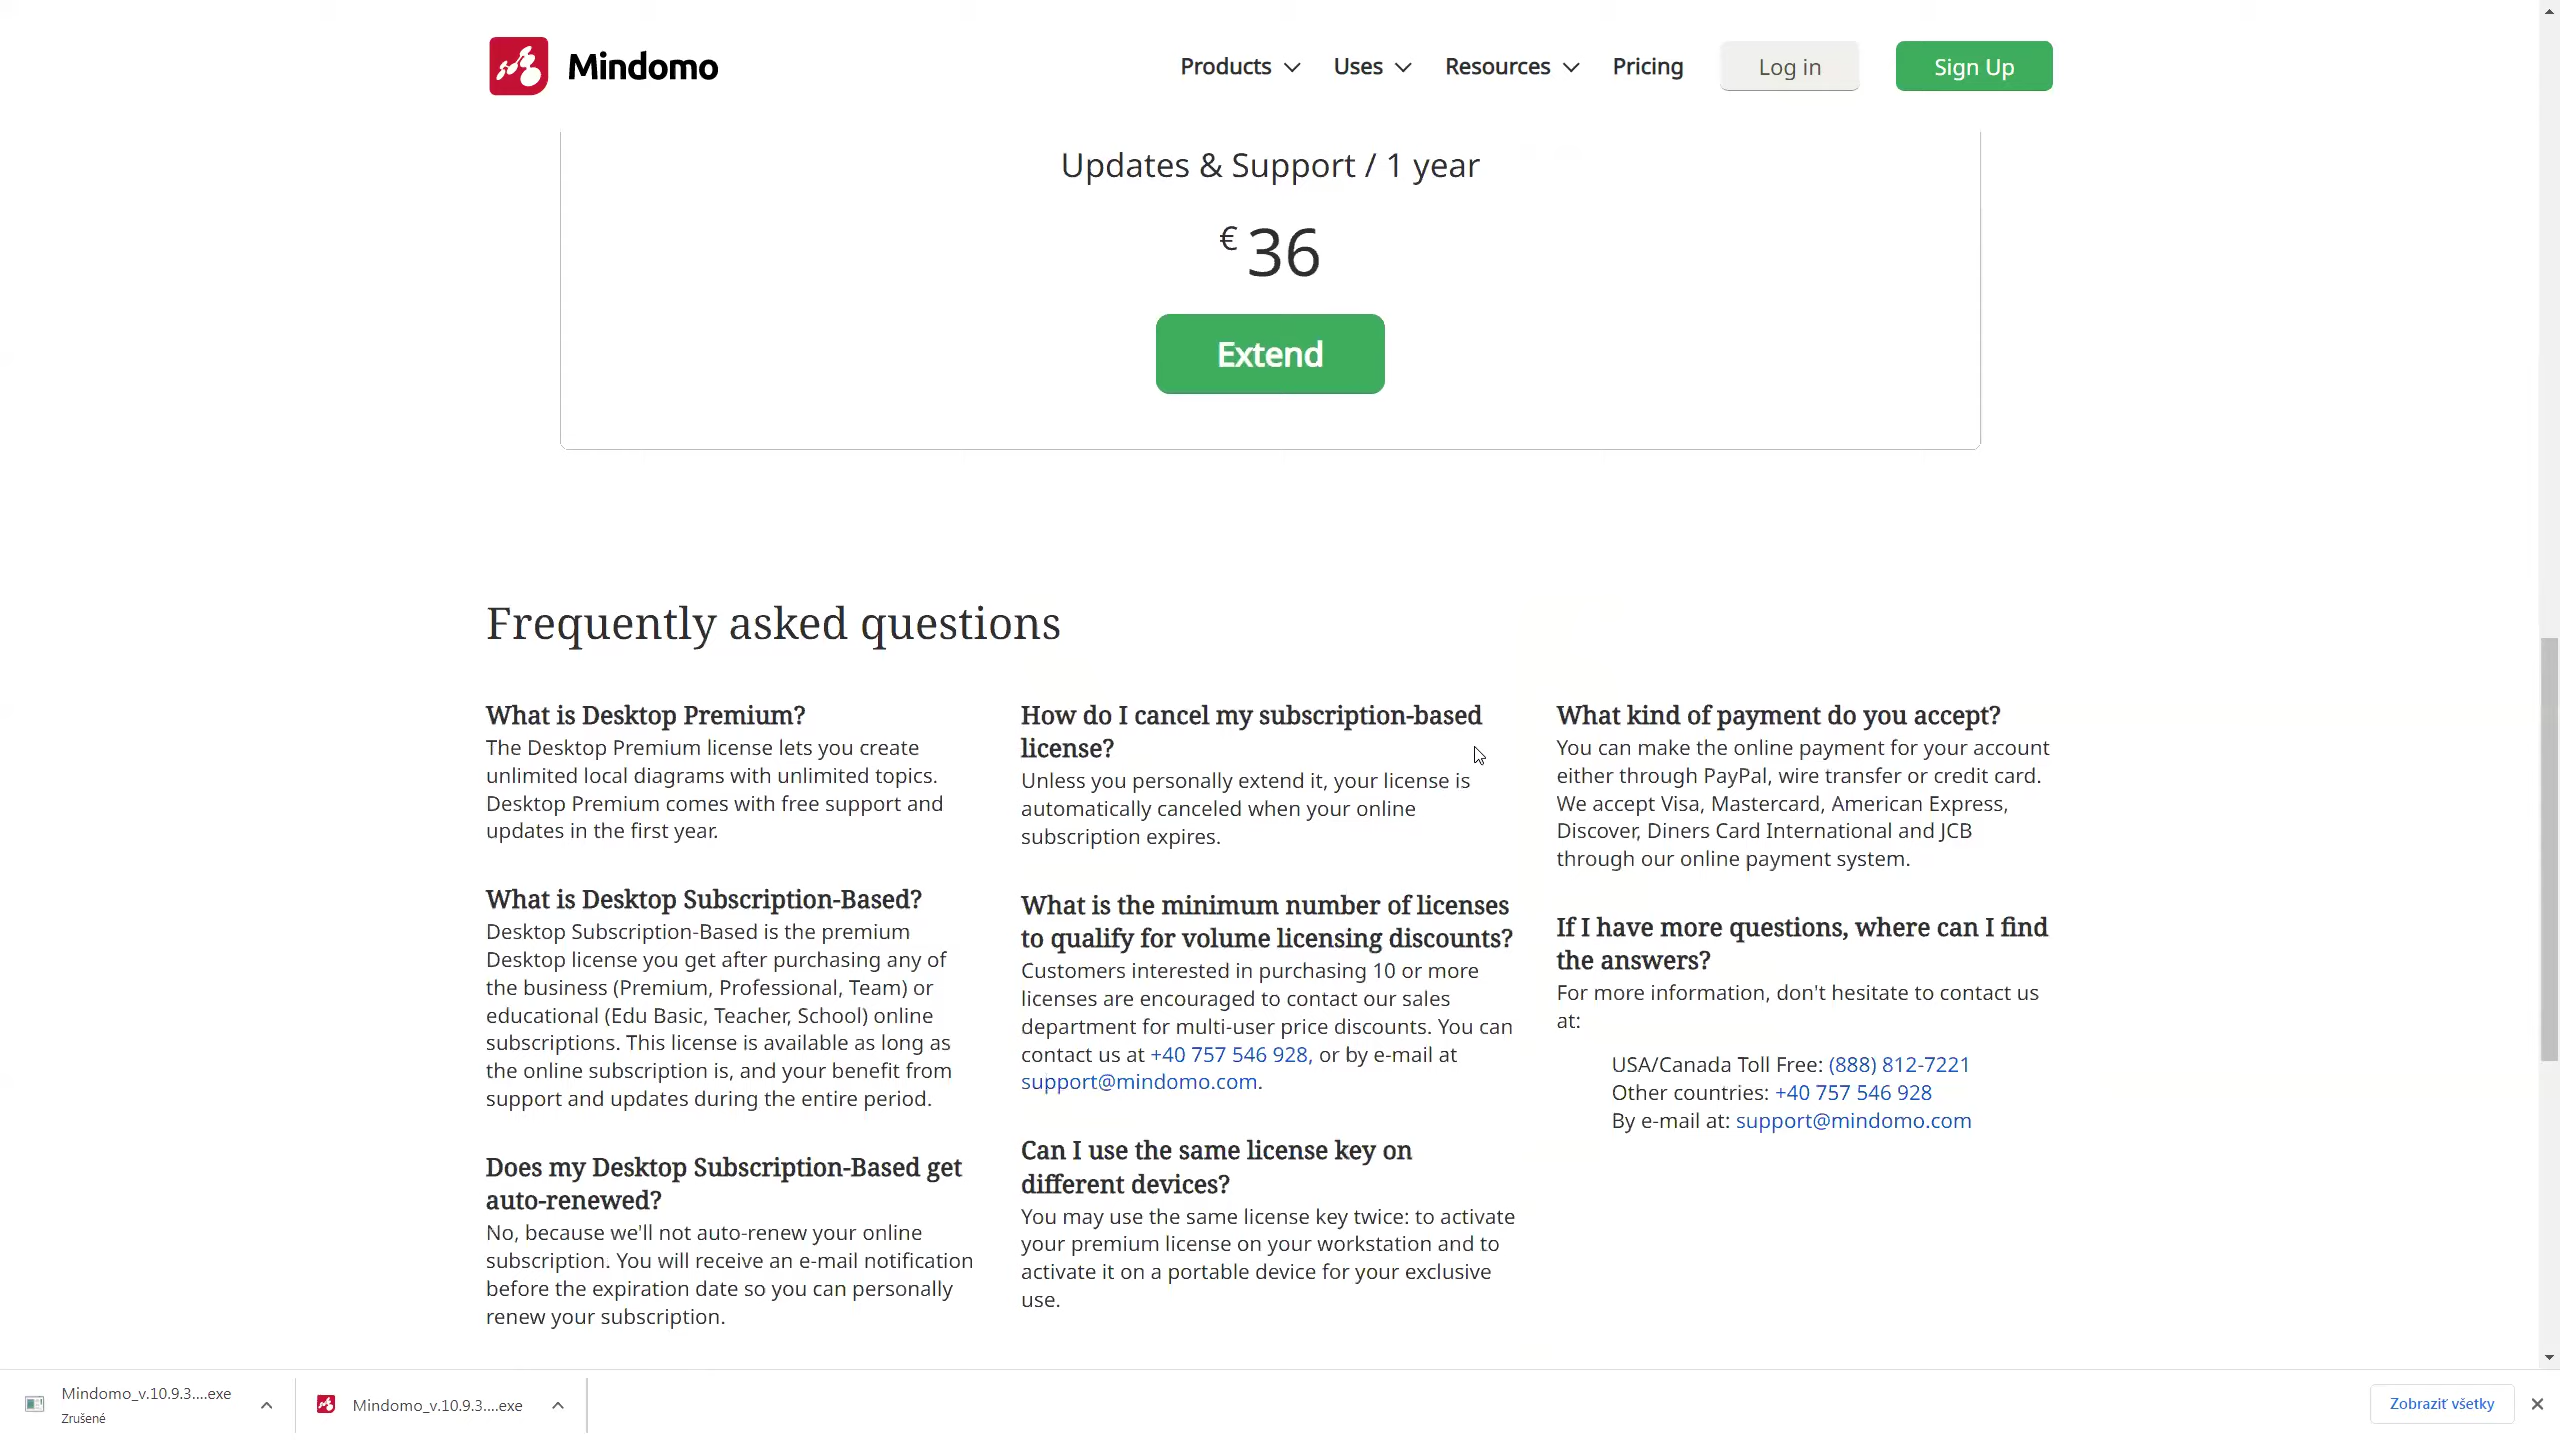 Mindomo
Products
Uses
Resources
Pricing
Log in
Sign Up
Updates & Support / 1 year
€ 36
Extend
Frequently asked questions
What is Desktop Premium?
The Desktop Premium license lets you create
unlimited local diagrams with unlimited topics.
Desktop Premium comes with free support and
updates in the first year.
What is Desktop Subscription-Based?
Desktop Subscription-Based is the premium
Desktop license you get after purchasing any of
the business (Premium, Professional, Team) or
educational (Edu Basic, Teacher, School) online
subscriptions. This license is available as long as
the online subscription is, and your benefit from
support and updates during the entire period.
Does my Desktop Subscription-Based get
auto-renewed?
No, because we'll not auto-renew your online
subscription. You will receive an e-mail notification
before the expiration date so you can personally
renew your subscription.
How do I cancel my subscription-based
license?
Unless you personally extend it, your license is
automatically canceled when your online
subscription expires.
What is the minimum number of licenses
to qualify for volume licensing discounts?
Customers interested in purchasing 10 or more
licenses are encouraged to contact our sales
department for multi-user price discounts. You can
contact us at +40 757 546 928, or by e-mail at
support@mindomo.com.
Can I use the same license key on
different devices?
You may use the same license key twice: to activate
your premium license on your workstation and to
activate it on a portable device for your exclusive
use.
What kind of payment do you accept?
You can make the online payment for your account
either through PayPal, wire transfer or credit card.
We accept Visa, Mastercard, American Express,
Discover, Diners Card International and JCB
through our online payment system.
If I have more questions, where can I find
the answers?
For more information, don't hesitate to contact us
at:
USA/Canada Toll Free: (888) 812-7221
Other countries: +40 757 546 928
By e-mail at: support@mindomo.com
Mindomo_v.10.9.3....exe
Zrušené
Mindomo_v.10.9.3....exe
Zobraziť všetky